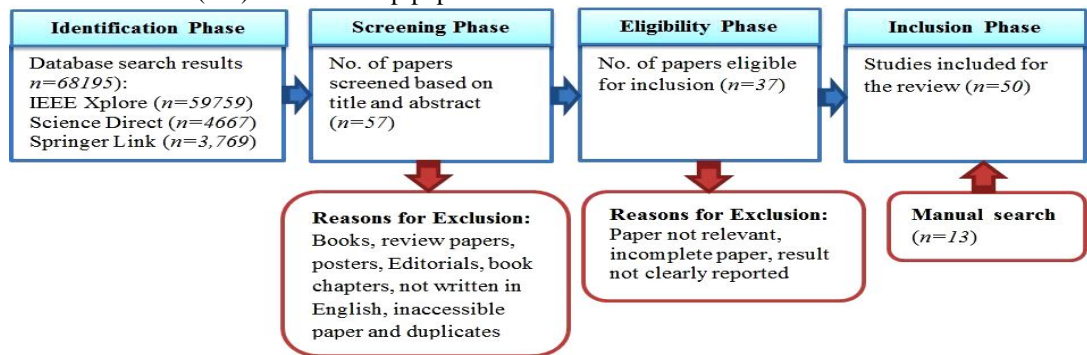 Identification Phase
Database search results
n=68195):
IEEE Xplore (n=59759)
Science Direct (n=4667)
Springer Link (n=3,769)
Screening Phase
No. of papers
screened based on
title and abstract
(n=57)
Eligibility Phase
No. of papers eligible
for inclusion (n=37)
Inclusion Phase
Studies included for
the review (n=50)
Reasons for Exclusion:
Books, review papers,
posters, Editorials, book
chapters, not written in
English, inaccessible
paper and duplicates
Reasons for Exclusion:
Paper not relevant,
incomplete paper, result
not clearly reported
Manual search
(n=13)